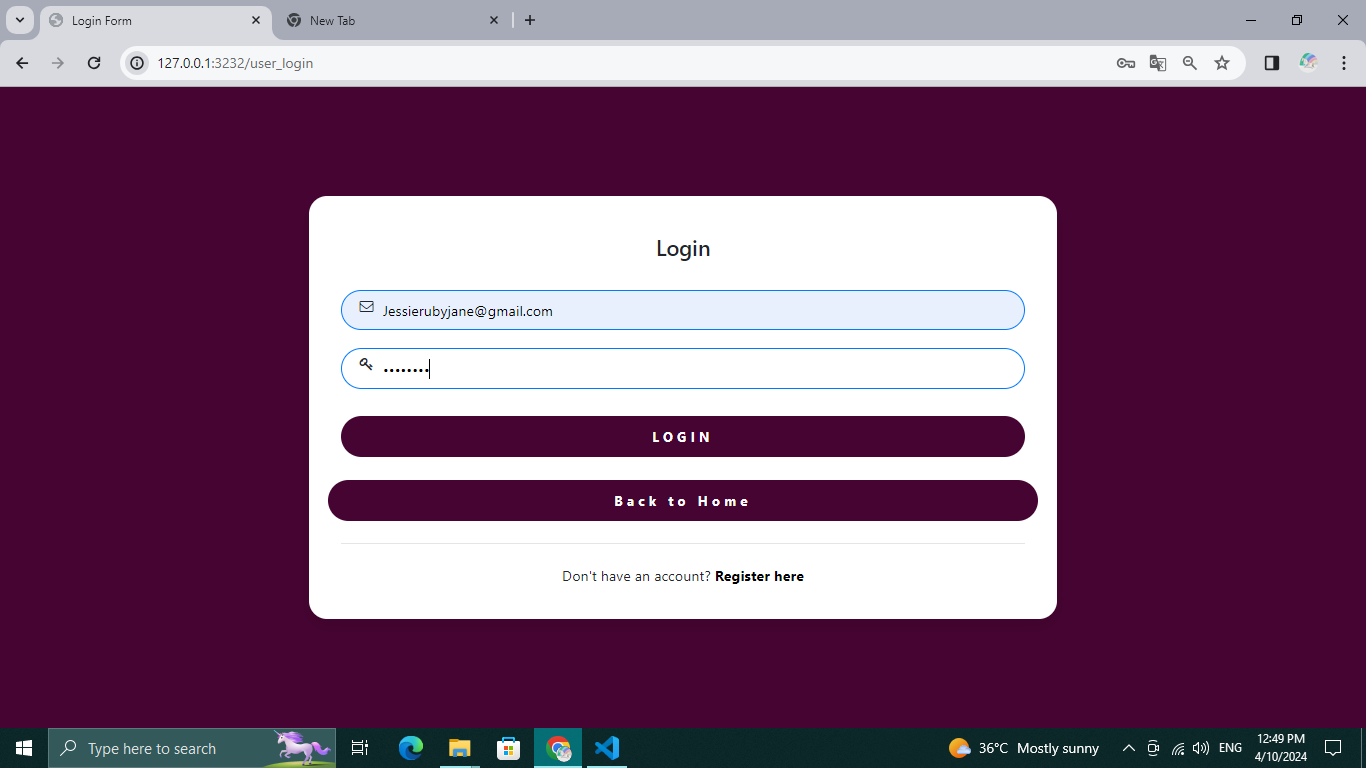 Login Form
New Tab
127.0.0.1:3232/user_login
Login
Jessierubyjane@gmail.com
••••••••
LOGIN
Back to Home
Don't have an account? Register here
Type here to search
36°C Mostly sunny
ENG
12:49 PM
4/10/2024